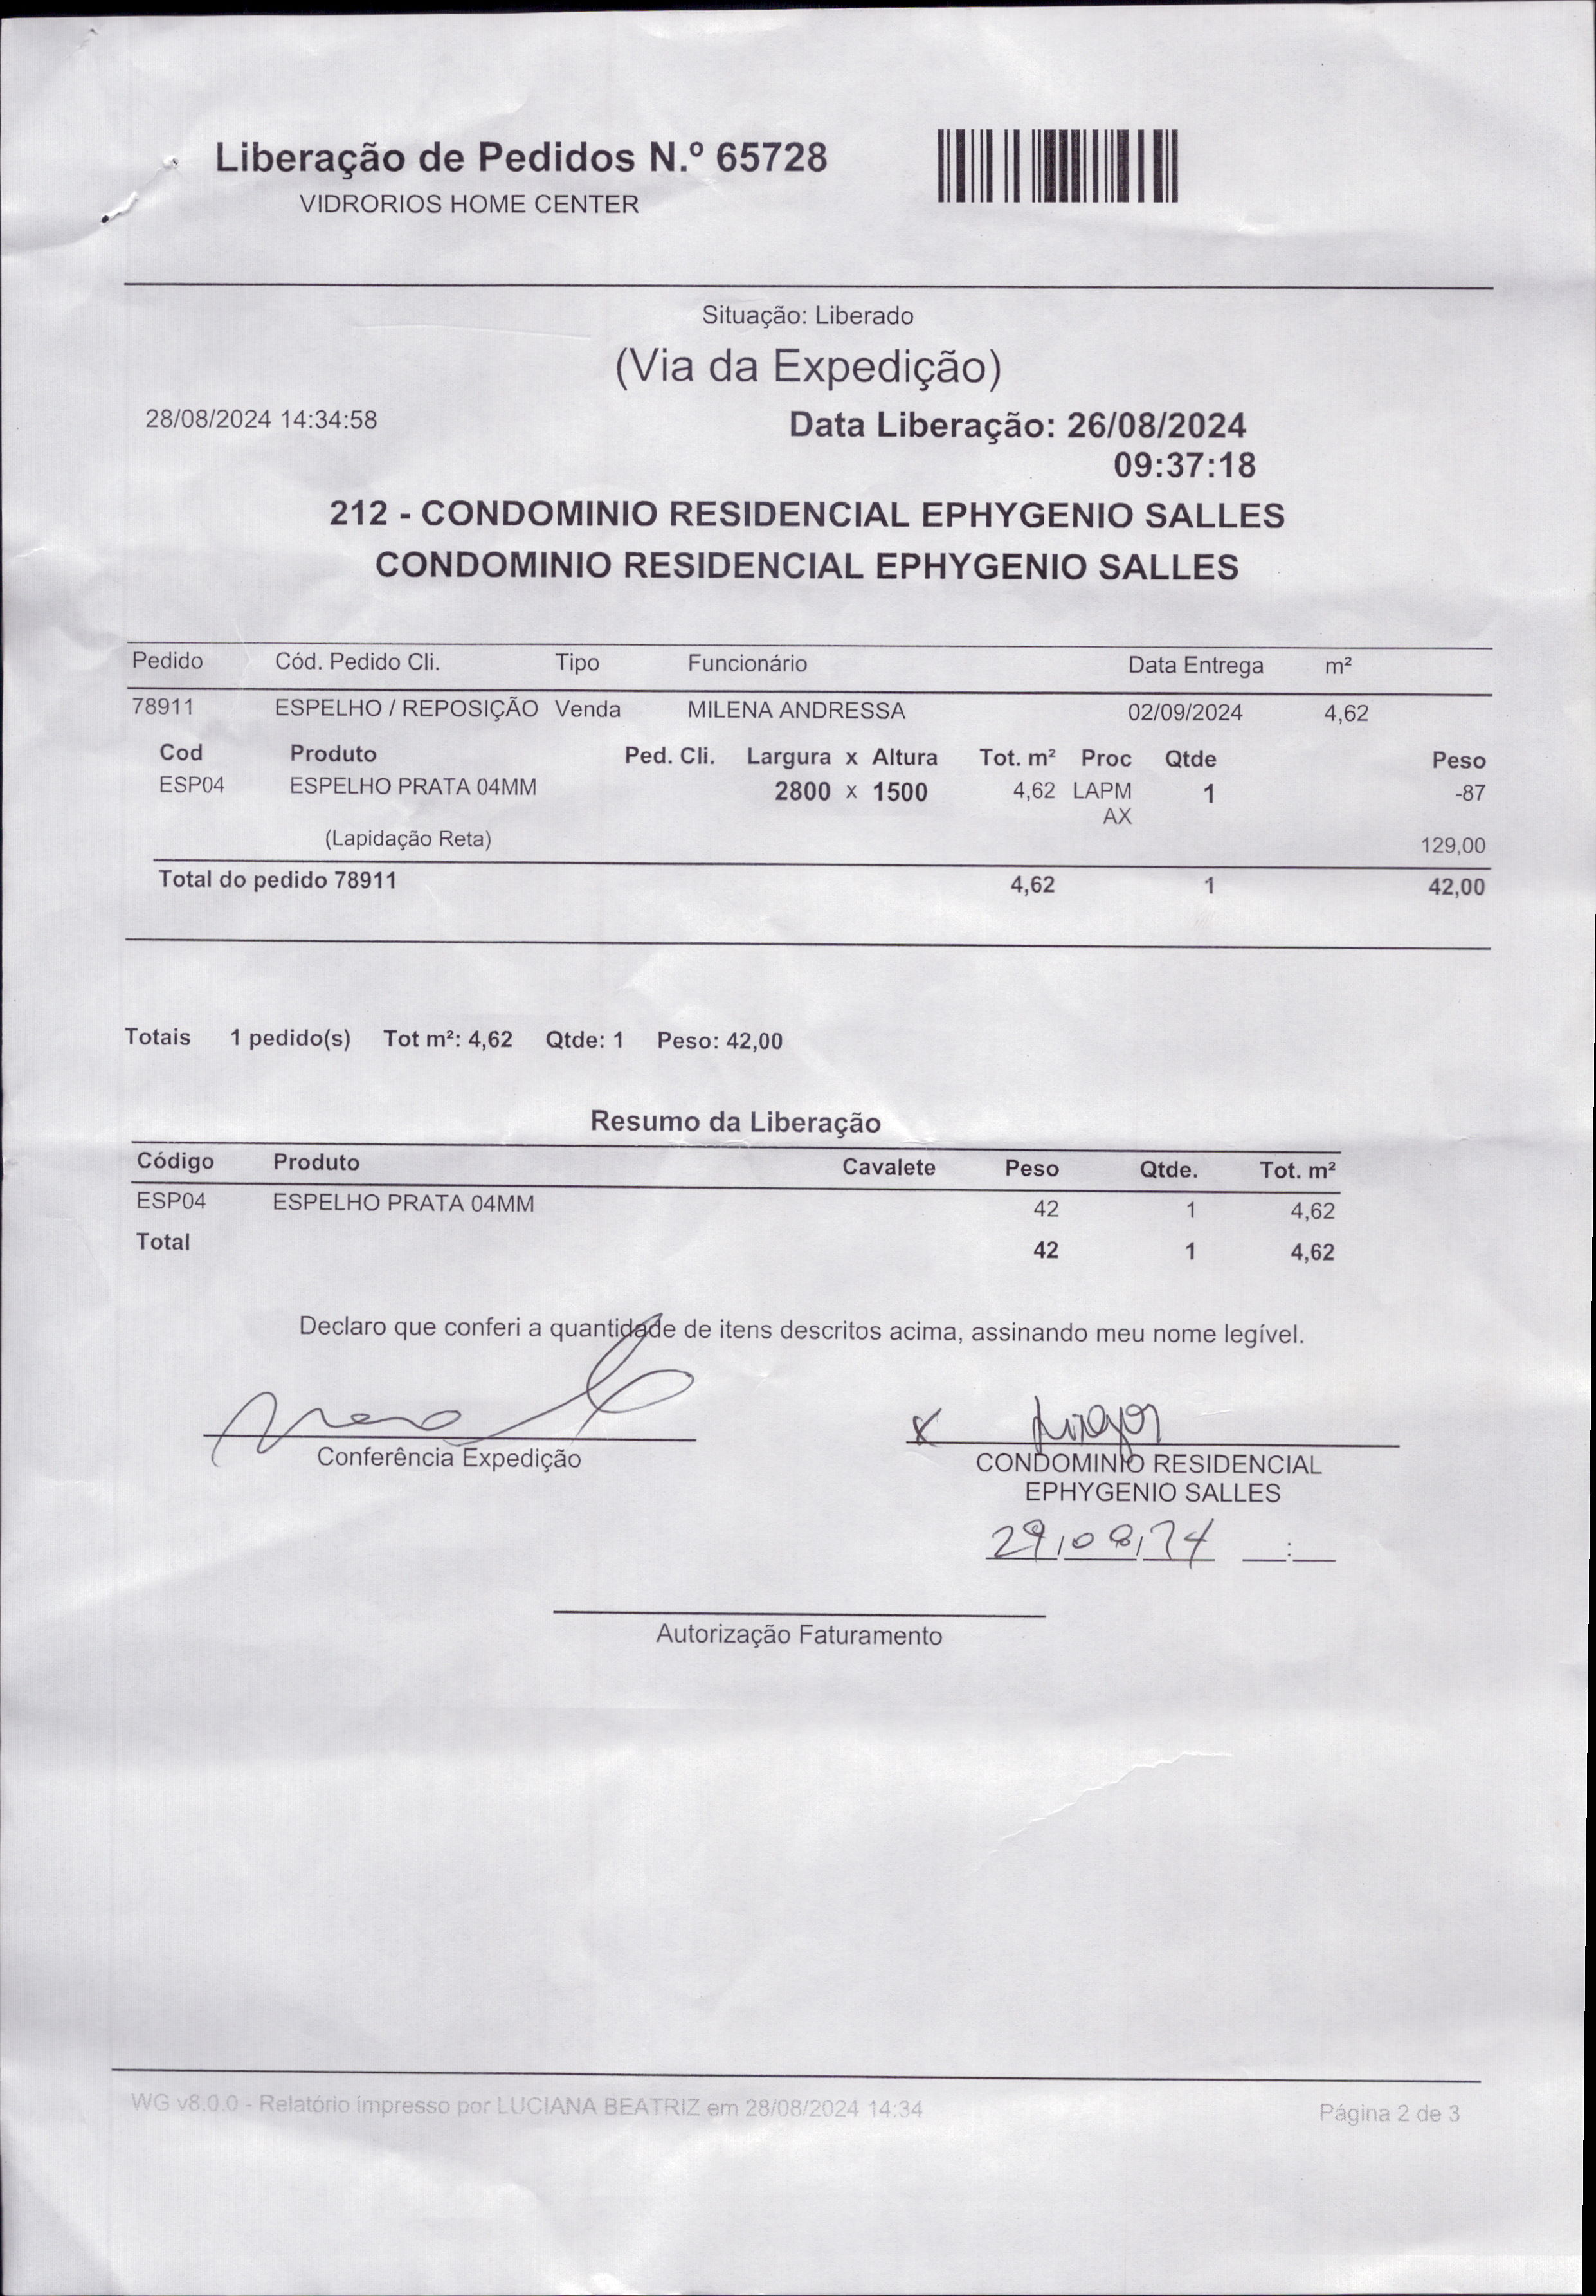 Liberação de Pedidos N.º 65728
VIDRORIOS HOME CENTER
Situação: Liberado
(Via da Expedição)
28/08/2024 14:34:58 Data Liberação: 26/08/2024
09:37:18
212 - CONDOMINIO RESIDENCIAL EPHYGENIO SALLES
CONDOMINIO RESIDENCIAL EPHYGENIO SALLES
Pedido Cód. Pedido Cli. Tipo Funcionário Data Entrega m²
78911 ESPELHO / REPOSIÇÃO Venda MILENA ANDRESSA 02/09/2024 4,62
Cod Produto Ped. Cli. Largura x Altura Tot. m² Proc Qtde Peso
ESP04 ESPELHO PRATA 04MM 2800 x 1500 4,62 LAPM 1 -87
AX
(Lapidação Reta) 129,00
Total do pedido 78911 4,62 1 42,00
Totais 1 pedido(s) Tot m²: 4,62 Qtde: 1 Peso: 42,00
Resumo da Liberação
Código Produto Cavalete Peso Qtde. Tot. m²
ESP04 ESPELHO PRATA 04MM 42 1 4,62
Total 42 1 4,62
Declaro que conferi a quantidade de itens descritos acima, assinando meu nome legível.
x
Conferência Expedição CONDOMINIO RESIDENCIAL
EPHYGENIO SALLES
29/08/24 __:__
Autorização Faturamento
WG v8.0.0 - Relatório impresso por LUCIANA BEATRIZ em 28/08/2024 14:34 Página 2 de 3